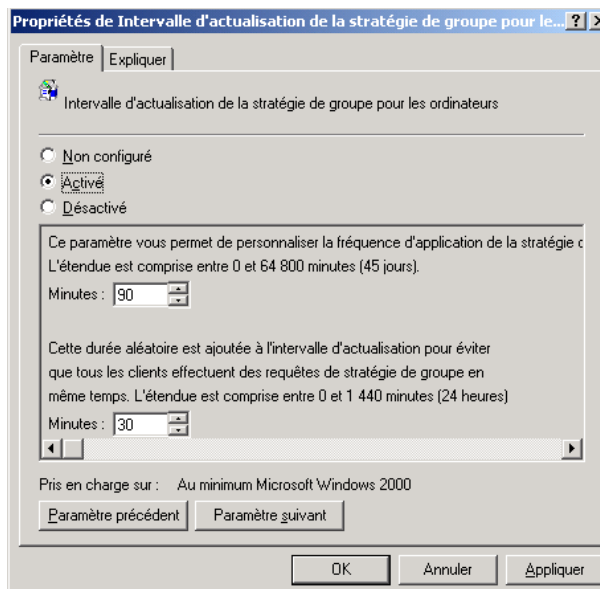 Propriétés de Intervalle d'actualisation de la stratégie de groupe pour le...
Paramètre
Expliquer
Intervalle d'actualisation de la stratégie de groupe pour les ordinateurs
Non configuré
Activé
Désactivé
Ce paramètre vous permet de personnaliser la fréquence d'application de la stratégie
L'étendue est comprise entre 0 et 64 800 minutes (45 jours).
Minutes : 90
Cette durée aléatoire est ajoutée à l'intervalle d'actualisation pour éviter
que tous les clients effectuent des requêtes de stratégie de groupe en
même temps. L'étendue est comprise entre 0 et 1 440 minutes (24 heures)
Minutes : 30
Pris en charge sur : Au minimum Microsoft Windows 2000
Paramètre précédent
Paramètre suivant
OK
Annuler
Appliquer